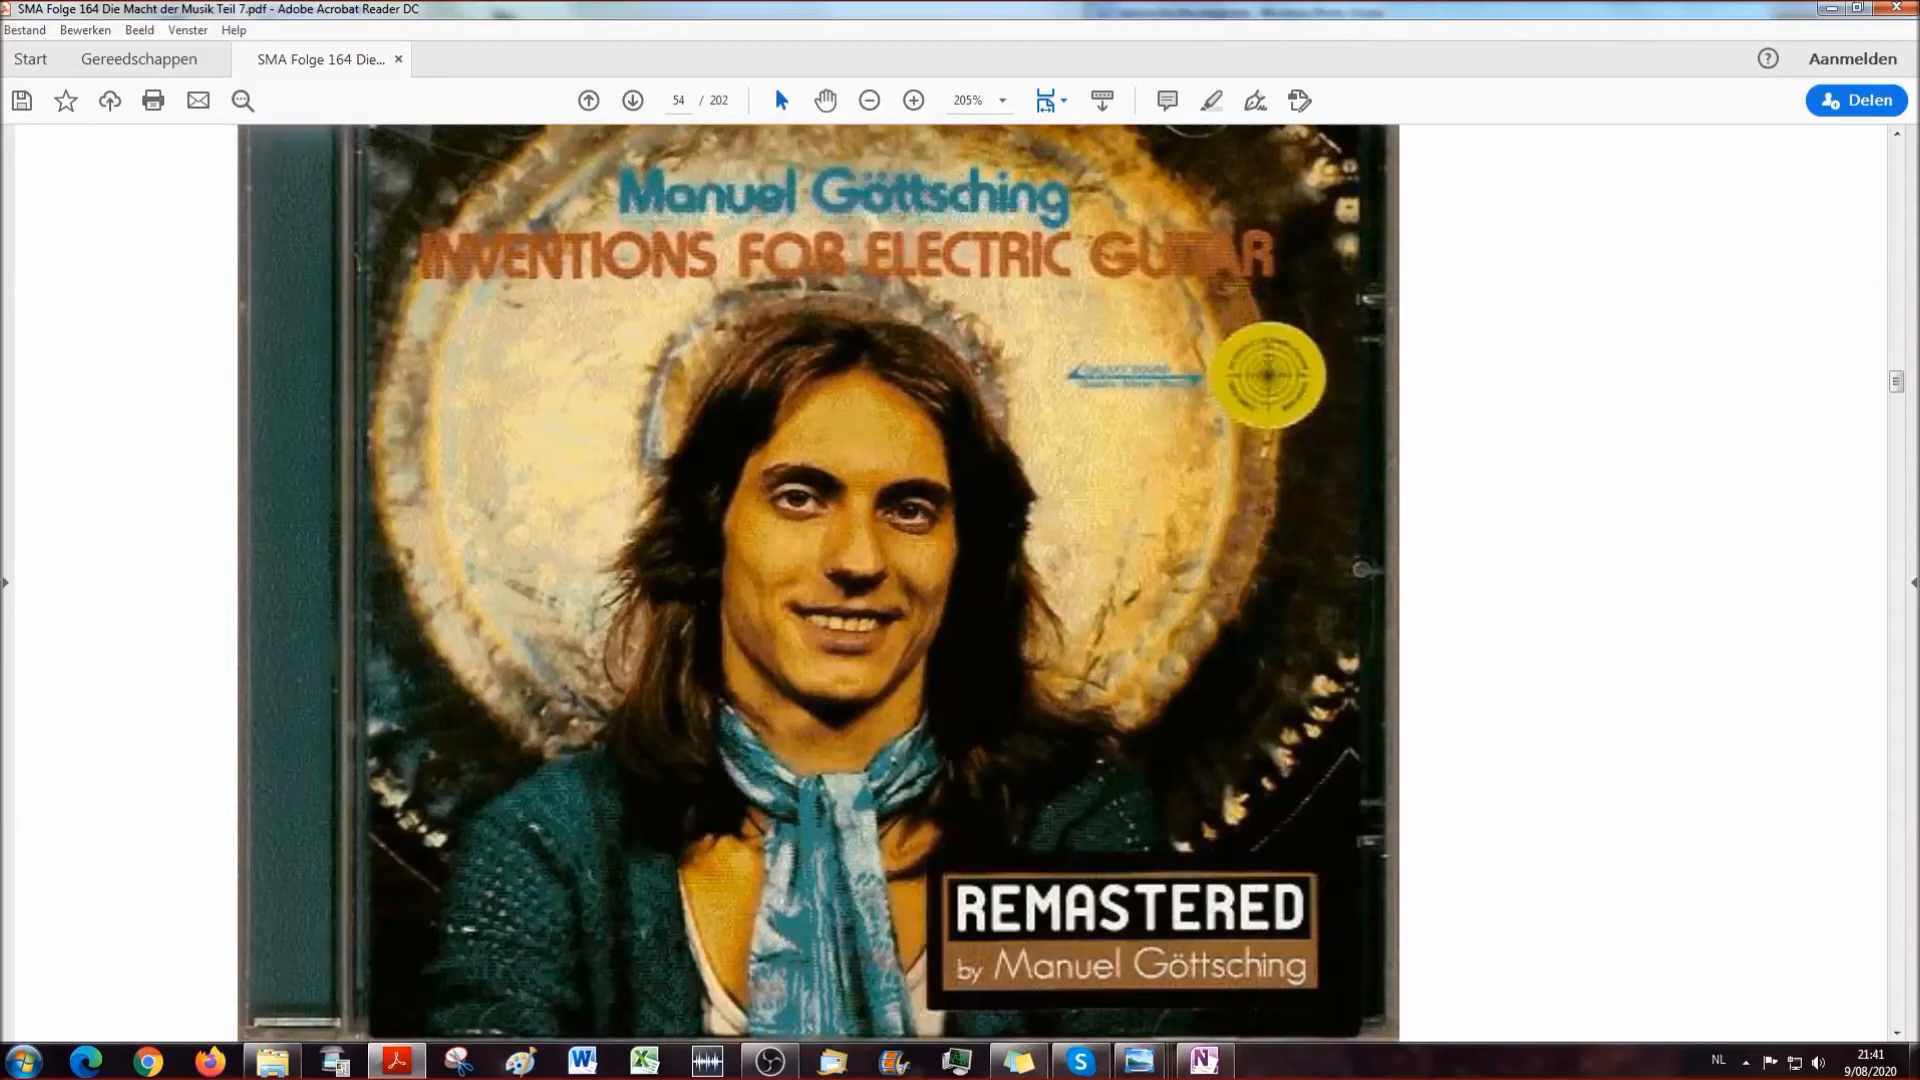 SMA Folge 164 Die Macht der Musik Teil 7.pdf - Adobe Acrobat Reader DC
Bestand Bewerken Beeld Venster Help
Start Gereedschappen SMA Folge 164 Die... × Aanmelden
54 / 202 205% Delen
Manuel Göttsching
INVENTIONS FOR ELECTRIC GUITAR
REMASTERED
by Manuel Göttsching
NL 21:41
9/08/2020